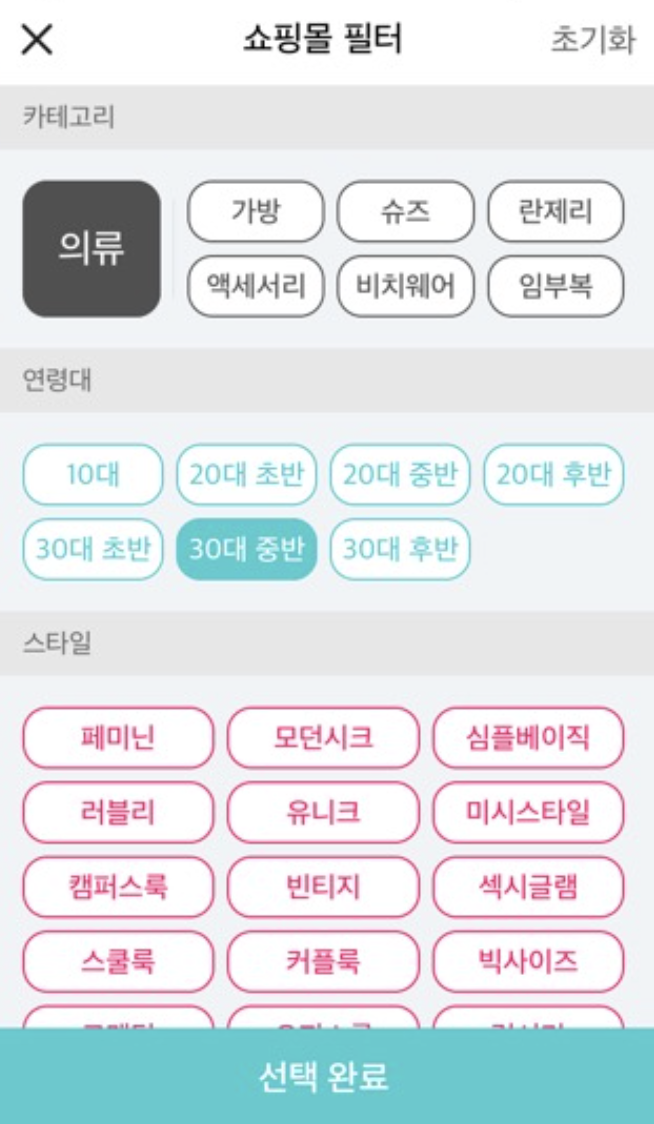 쇼핑몰 필터 초기화
카테고리
의류
가방 슈즈 란제리
액세서리 비치웨어 임부복
연령대
10대 20대 초반 20대 중반 20대 후반
30대 초반 30대 중반 30대 후반
스타일
페미닌 모던시크 심플베이직
러블리 유니크 미시스타일
캠퍼스룩 빈티지 섹시글램
스쿨룩 커플룩 빅사이즈
선택 완료